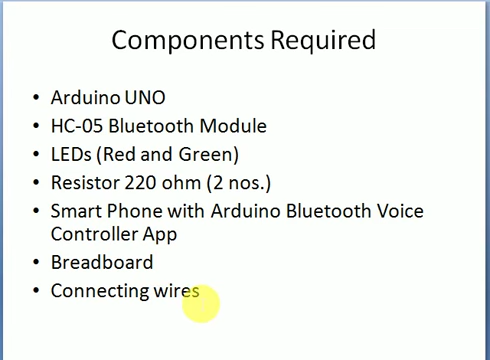 Components Required
• Arduino UNO
• HC-05 Bluetooth Module
• LEDs (Red and Green)
• Resistor 220 ohm (2 nos.)
• Smart Phone with Arduino Bluetooth Voice
Controller App
• Breadboard
• Connecting wires